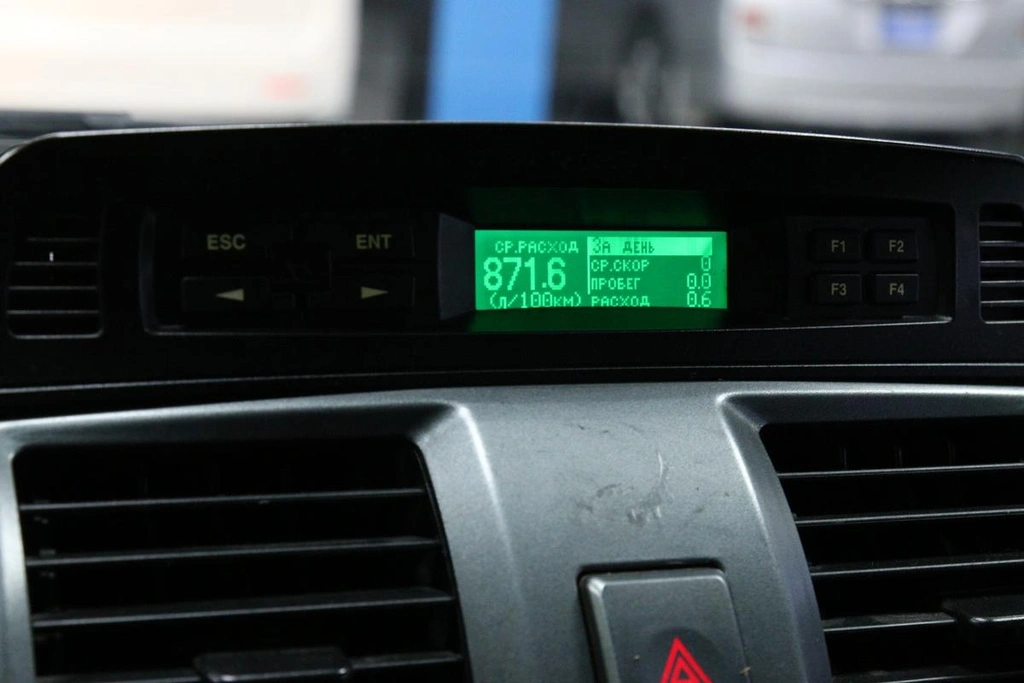 ESC
ENT
СР.РАСХОД
871.6
(л/100км)
За день
СР.СКОР 0
ПРОБЕГ 0.0
РАСХОД 0.6
F1 F2
F3 F4